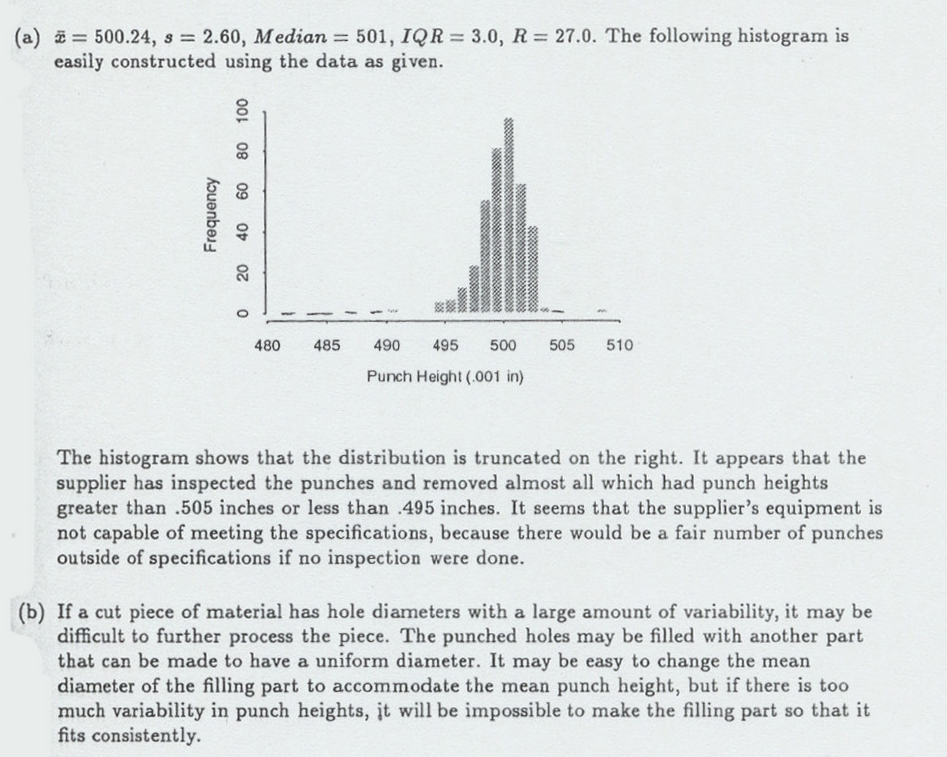 (a) x̄ = 500.24, s = 2.60, Median = 501, IQR = 3.0, R = 27.0. The following histogram is
easily constructed using the data as given.
Frequency
100
80
60
40
20
0
480 485 490 495 500 505 510
Punch Height (.001 in)
The histogram shows that the distribution is truncated on the right. It appears that the
supplier has inspected the punches and removed almost all which had punch heights
greater than .505 inches or less than .495 inches. It seems that the supplier's equipment is
not capable of meeting the specifications, because there would be a fair number of punches
outside of specifications if no inspection were done.
(b) If a cut piece of material has hole diameters with a large amount of variability, it may be
difficult to further process the piece. The punched holes may be filled with another part
that can be made to have a uniform diameter. It may be easy to change the mean
diameter of the filling part to accommodate the mean punch height, but if there is too
much variability in punch heights, it will be impossible to make the filling part so that it
fits consistently.